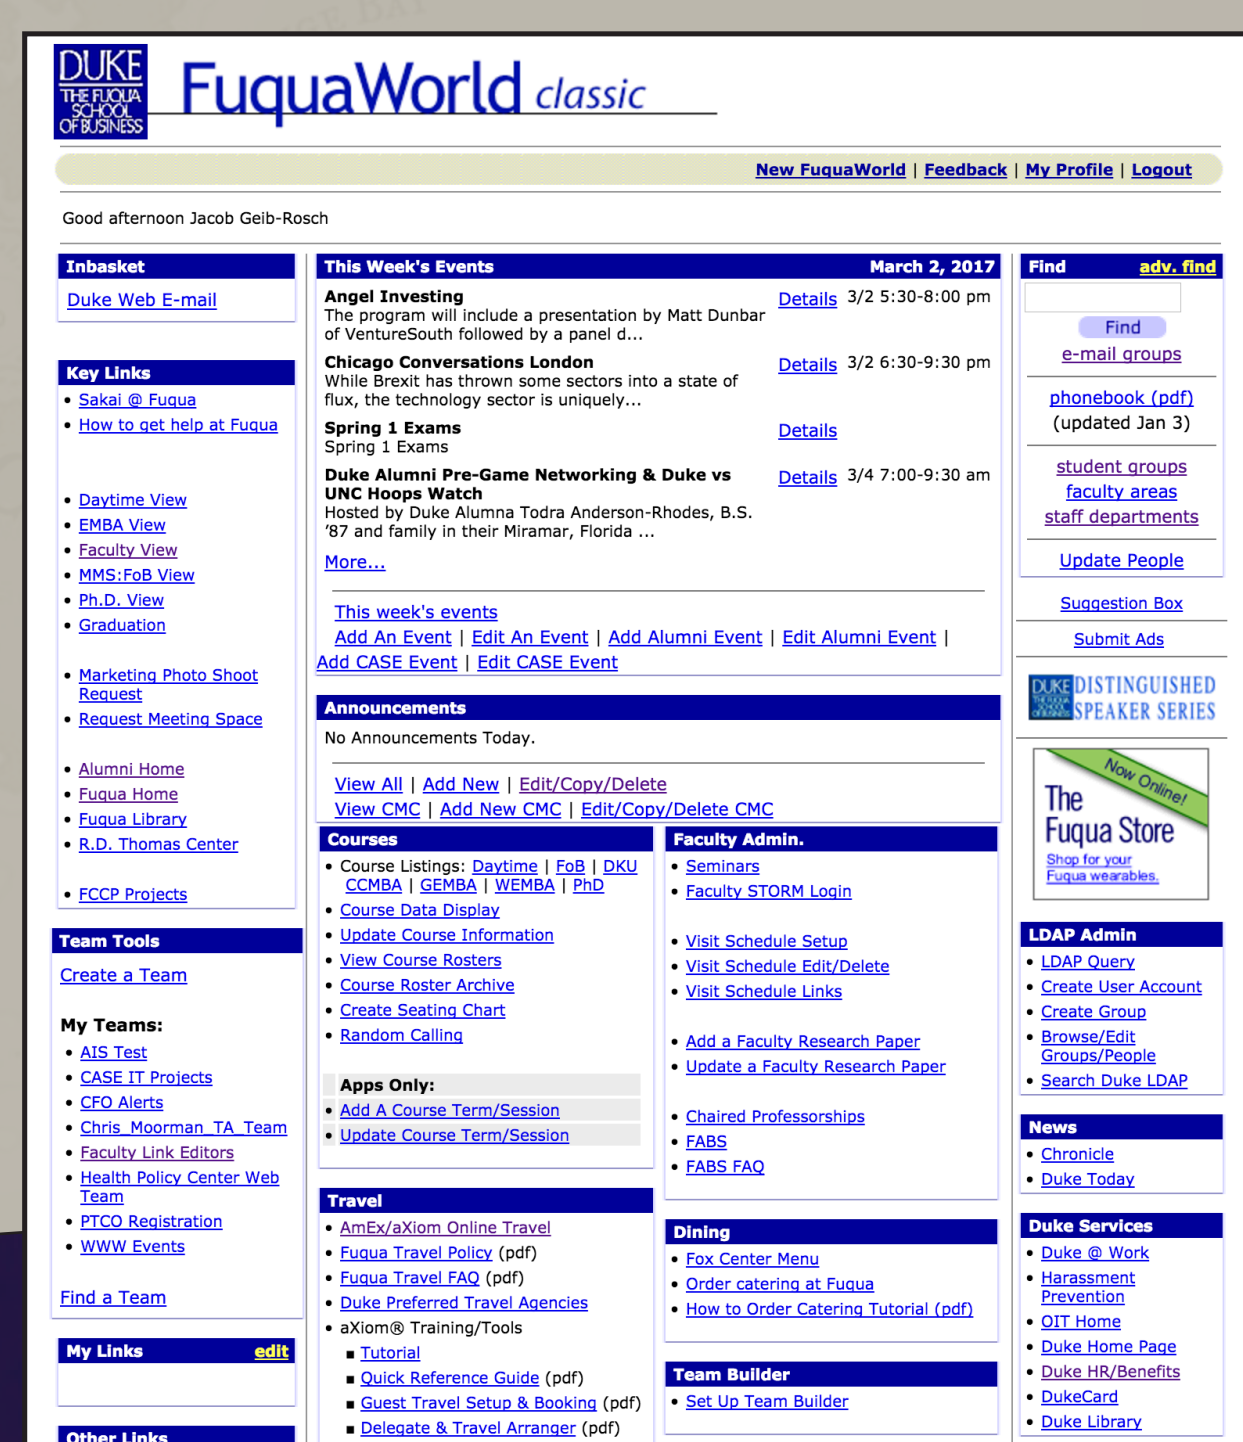 DUKE
THE FUQUA
SCHOOL
OF BUSINESS
FuquaWorld classic
New FuquaWorld | Feedback | My Profile | Logout
Good afternoon Jacob Geib-Rosch
Inbasket
Duke Web E-mail
Key Links
• Sakai @ Fuqua
• How to get help at Fuqua
• Daytime View
• EMBA View
• Faculty View
• MMS:FoB View
• Ph.D. View
• Graduation
• Marketing Photo Shoot
Request
• Request Meeting Space
• Alumni Home
• Fuqua Home
• Fuqua Library
• R.D. Thomas Center
• FCCP Projects
Team Tools
Create a Team
My Teams:
• AIS Test
• CASE IT Projects
• CFO Alerts
• Chris_Moorman_TA_Team
• Faculty Link Editors
• Health Policy Center Web
Team
• PTCO Registration
• WWW Events
Find a Team
My Links edit
Other Links
This Week's Events March 2, 2017
Angel Investing Details 3/2 5:30-8:00 pm
The program will include a presentation by Matt Dunbar
of VentureSouth followed by a panel d...
Chicago Conversations London Details 3/2 6:30-9:30 pm
While Brexit has thrown some sectors into a state of
flux, the technology sector is uniquely...
Spring 1 Exams Details
Spring 1 Exams
Duke Alumni Pre-Game Networking & Duke vs Details 3/4 7:00-9:30 am
UNC Hoops Watch
Hosted by Duke Alumna Todra Anderson-Rhodes, B.S.
’87 and family in their Miramar, Florida ...
More...
This week's events
Add An Event | Edit An Event | Add Alumni Event | Edit Alumni Event |
Add CASE Event | Edit CASE Event
Announcements
No Announcements Today.
View All | Add New | Edit/Copy/Delete
View CMC | Add New CMC | Edit/Copy/Delete CMC
Courses
• Course Listings: Daytime | FoB | DKU
CCMBA | GEMBA | WEMBA | PhD
• Course Data Display
• Update Course Information
• View Course Rosters
• Course Roster Archive
• Create Seating Chart
• Random Calling
Apps Only:
• Add A Course Term/Session
• Update Course Term/Session
Travel
• AmEx/aXiom Online Travel
• Fuqua Travel Policy (pdf)
• Fuqua Travel FAQ (pdf)
• Duke Preferred Travel Agencies
• aXiom® Training/Tools
▪ Tutorial
▪ Quick Reference Guide (pdf)
▪ Guest Travel Setup & Booking (pdf)
▪ Delegate & Travel Arranger (pdf)
Faculty Admin.
• Seminars
• Faculty STORM Login
• Visit Schedule Setup
• Visit Schedule Edit/Delete
• Visit Schedule Links
• Add a Faculty Research Paper
• Update a Faculty Research Paper
• Chaired Professorships
• FABS
• FABS FAQ
Dining
• Fox Center Menu
• Order catering at Fuqua
• How to Order Catering Tutorial (pdf)
Team Builder
• Set Up Team Builder
Find adv. find
Find
e-mail groups
phonebook (pdf)
(updated Jan 3)
student groups
faculty areas
staff departments
Update People
Suggestion Box
Submit Ads
DUKE DISTINGUISHED
SPEAKER SERIES
Now Online!
The
Fuqua Store
Shop for your
Fuqua wearables.
LDAP Admin
• LDAP Query
• Create User Account
• Create Group
• Browse/Edit
Groups/People
• Search Duke LDAP
News
• Chronicle
• Duke Today
Duke Services
• Duke @ Work
• Harassment
Prevention
• OIT Home
• Duke Home Page
• Duke HR/Benefits
• DukeCard
• Duke Library